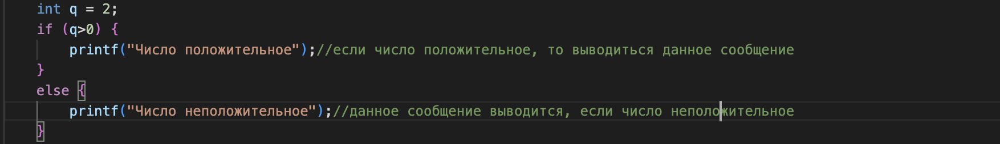 int q = 2;
if (q>0) {
printf("Число положительное");//если число положительное, то выводиться данное сообщение
}
else {
printf("Число неположительное");//данное сообщение выводится, если число неположительное
}